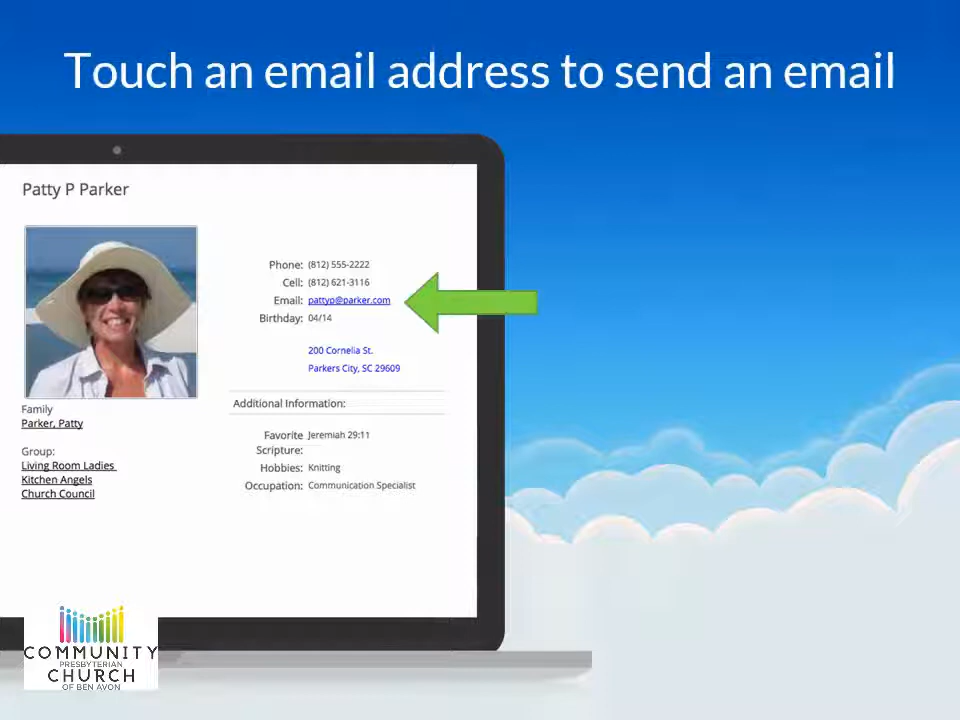 Touch an email address to send an email
Patty P Parker
Phone: (812) 555-2222
Cell: (812) 621-3116
Email: pattyp@parker.com
Birthday: 04/14
200 Cornelia St.
Parkers City, SC 29609
Additional Information:
Favorite Jeremiah 29:11
Scripture:
Hobbies: Knitting
Occupation: Communication Specialist
Family
Parker, Patty
Group:
Living Room Ladies
Kitchen Angels
Church Council
COMMUNITY
PRESBYTERIAN
CHURCH
OF BEN AVON